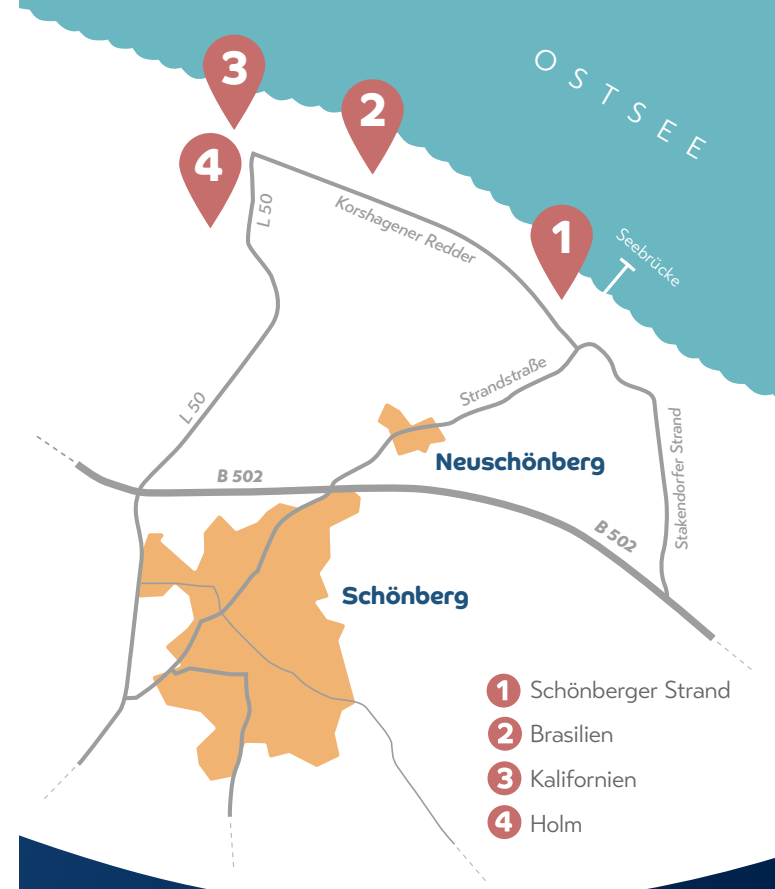 OSTSEE
3
2
4
1
Seebrücke
L 50
Korshagener Redder
L 50
Strandstraße
Neuschönberg
Stakendorfer Strand
B 502
B 502
Schönberg
1 Schönberger Strand
2 Brasilien
3 Kalifornien
4 Holm